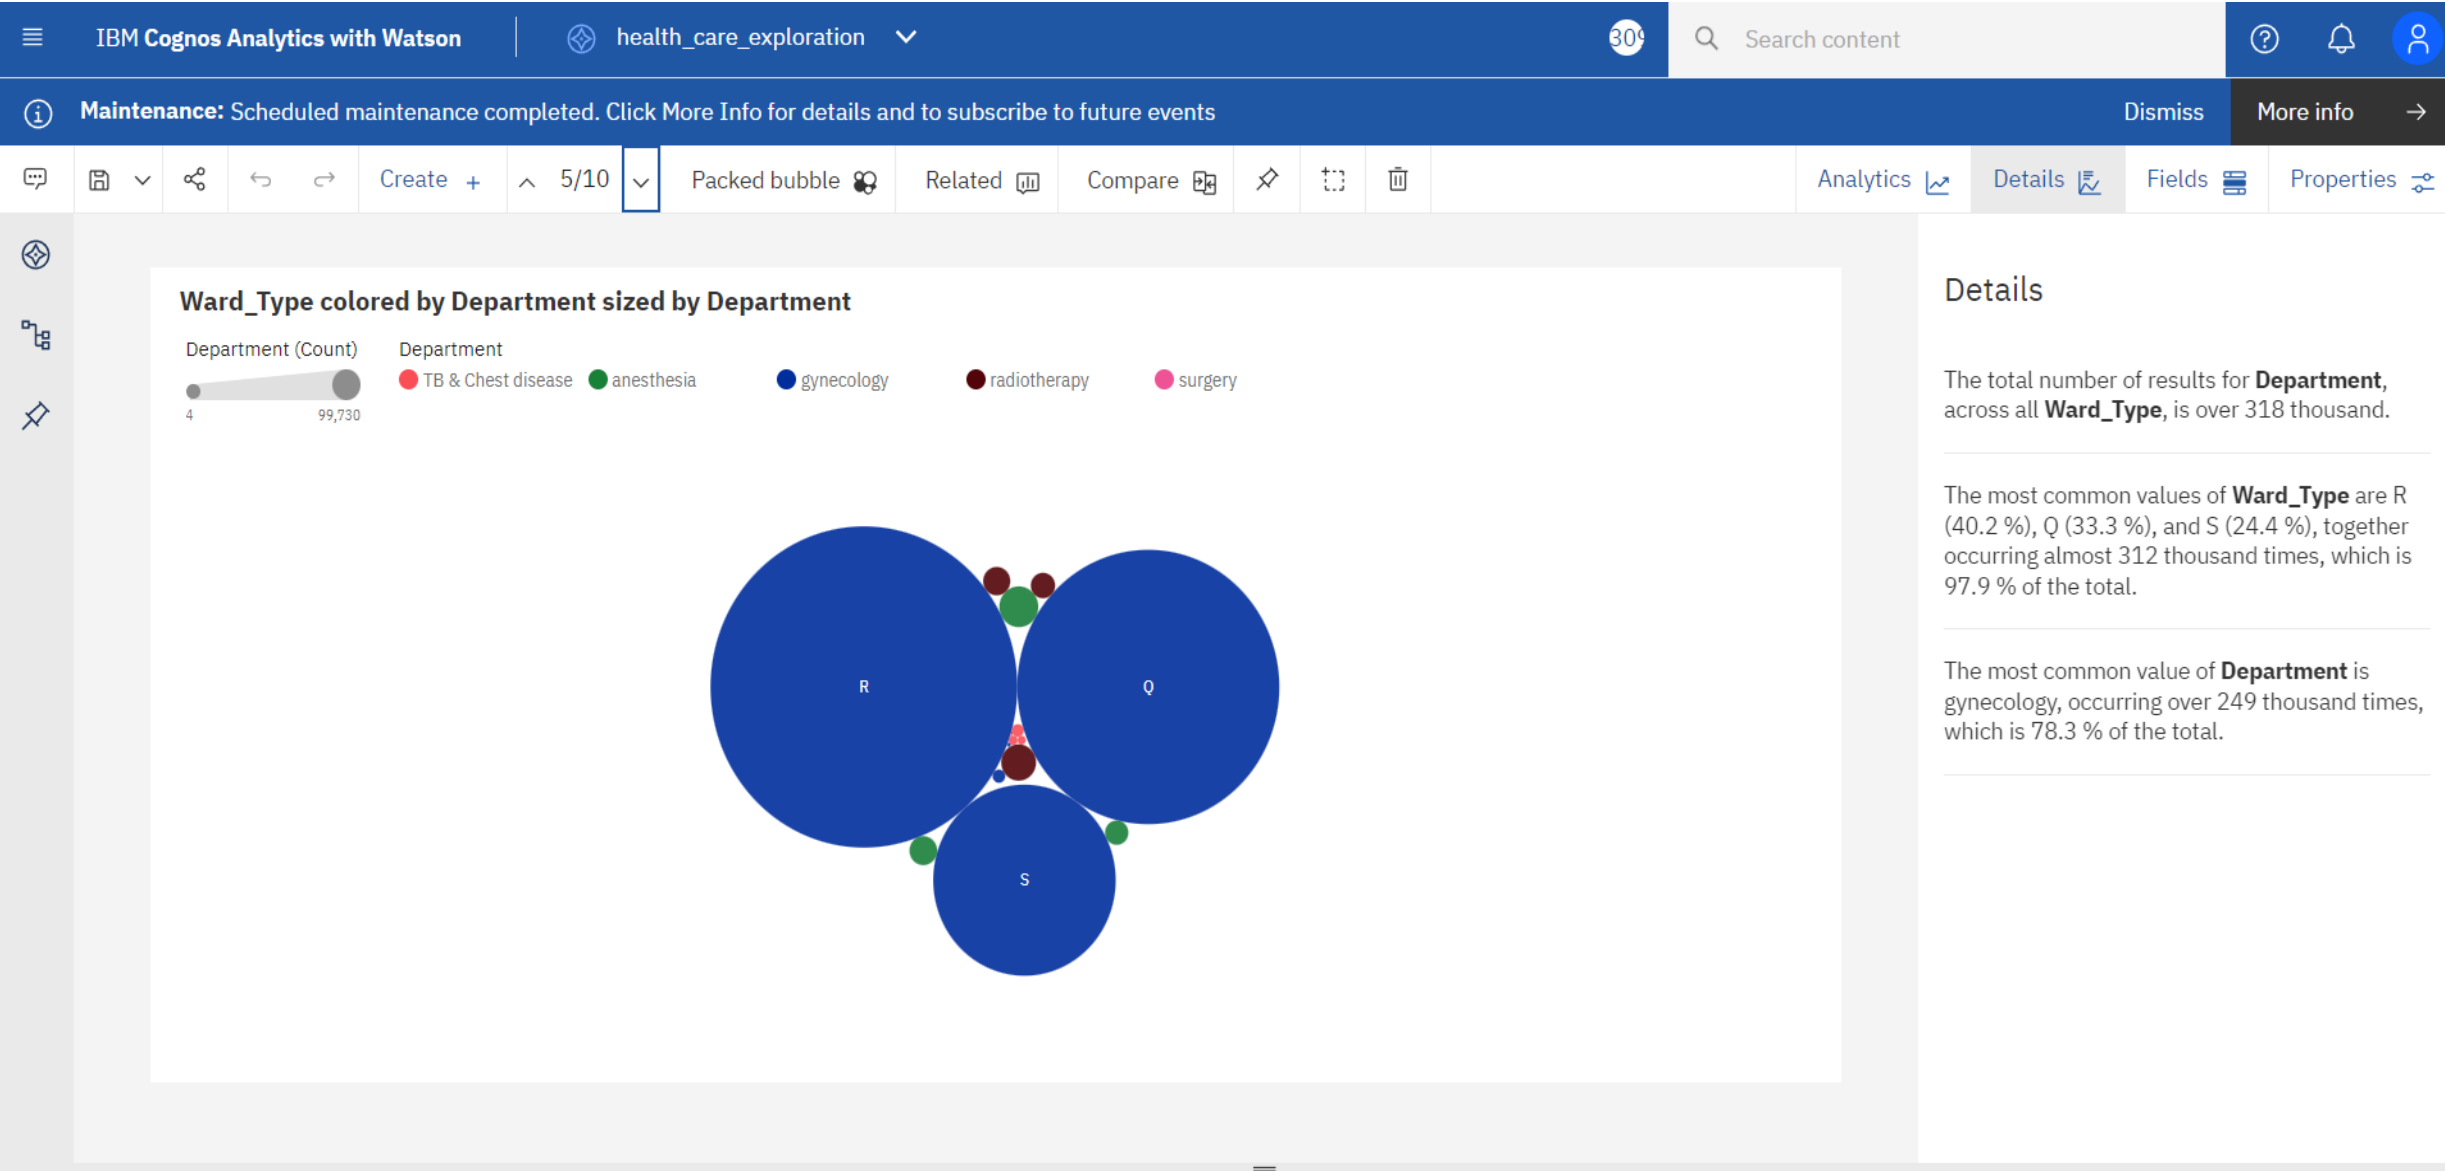 IBM Cognos Analytics with Watson
health_care_exploration
Search content
Maintenance: Scheduled maintenance completed. Click More Info for details and to subscribe to future events
Dismiss
More info
Create
5/10
Packed bubble
Related
Compare
Analytics
Details
Fields
Properties
Ward_Type colored by Department sized by Department
Department (Count)
4
99,730
Department
TB & Chest disease
anesthesia
gynecology
radiotherapy
surgery
R
Q
S
Details
The total number of results for Department,
across all Ward_Type, is over 318 thousand.
The most common values of Ward_Type are R
(40.2 %), Q (33.3 %), and S (24.4 %), together
occurring almost 312 thousand times, which is
97.9 % of the total.
The most common value of Department is
gynecology, occurring over 249 thousand times,
which is 78.3 % of the total.